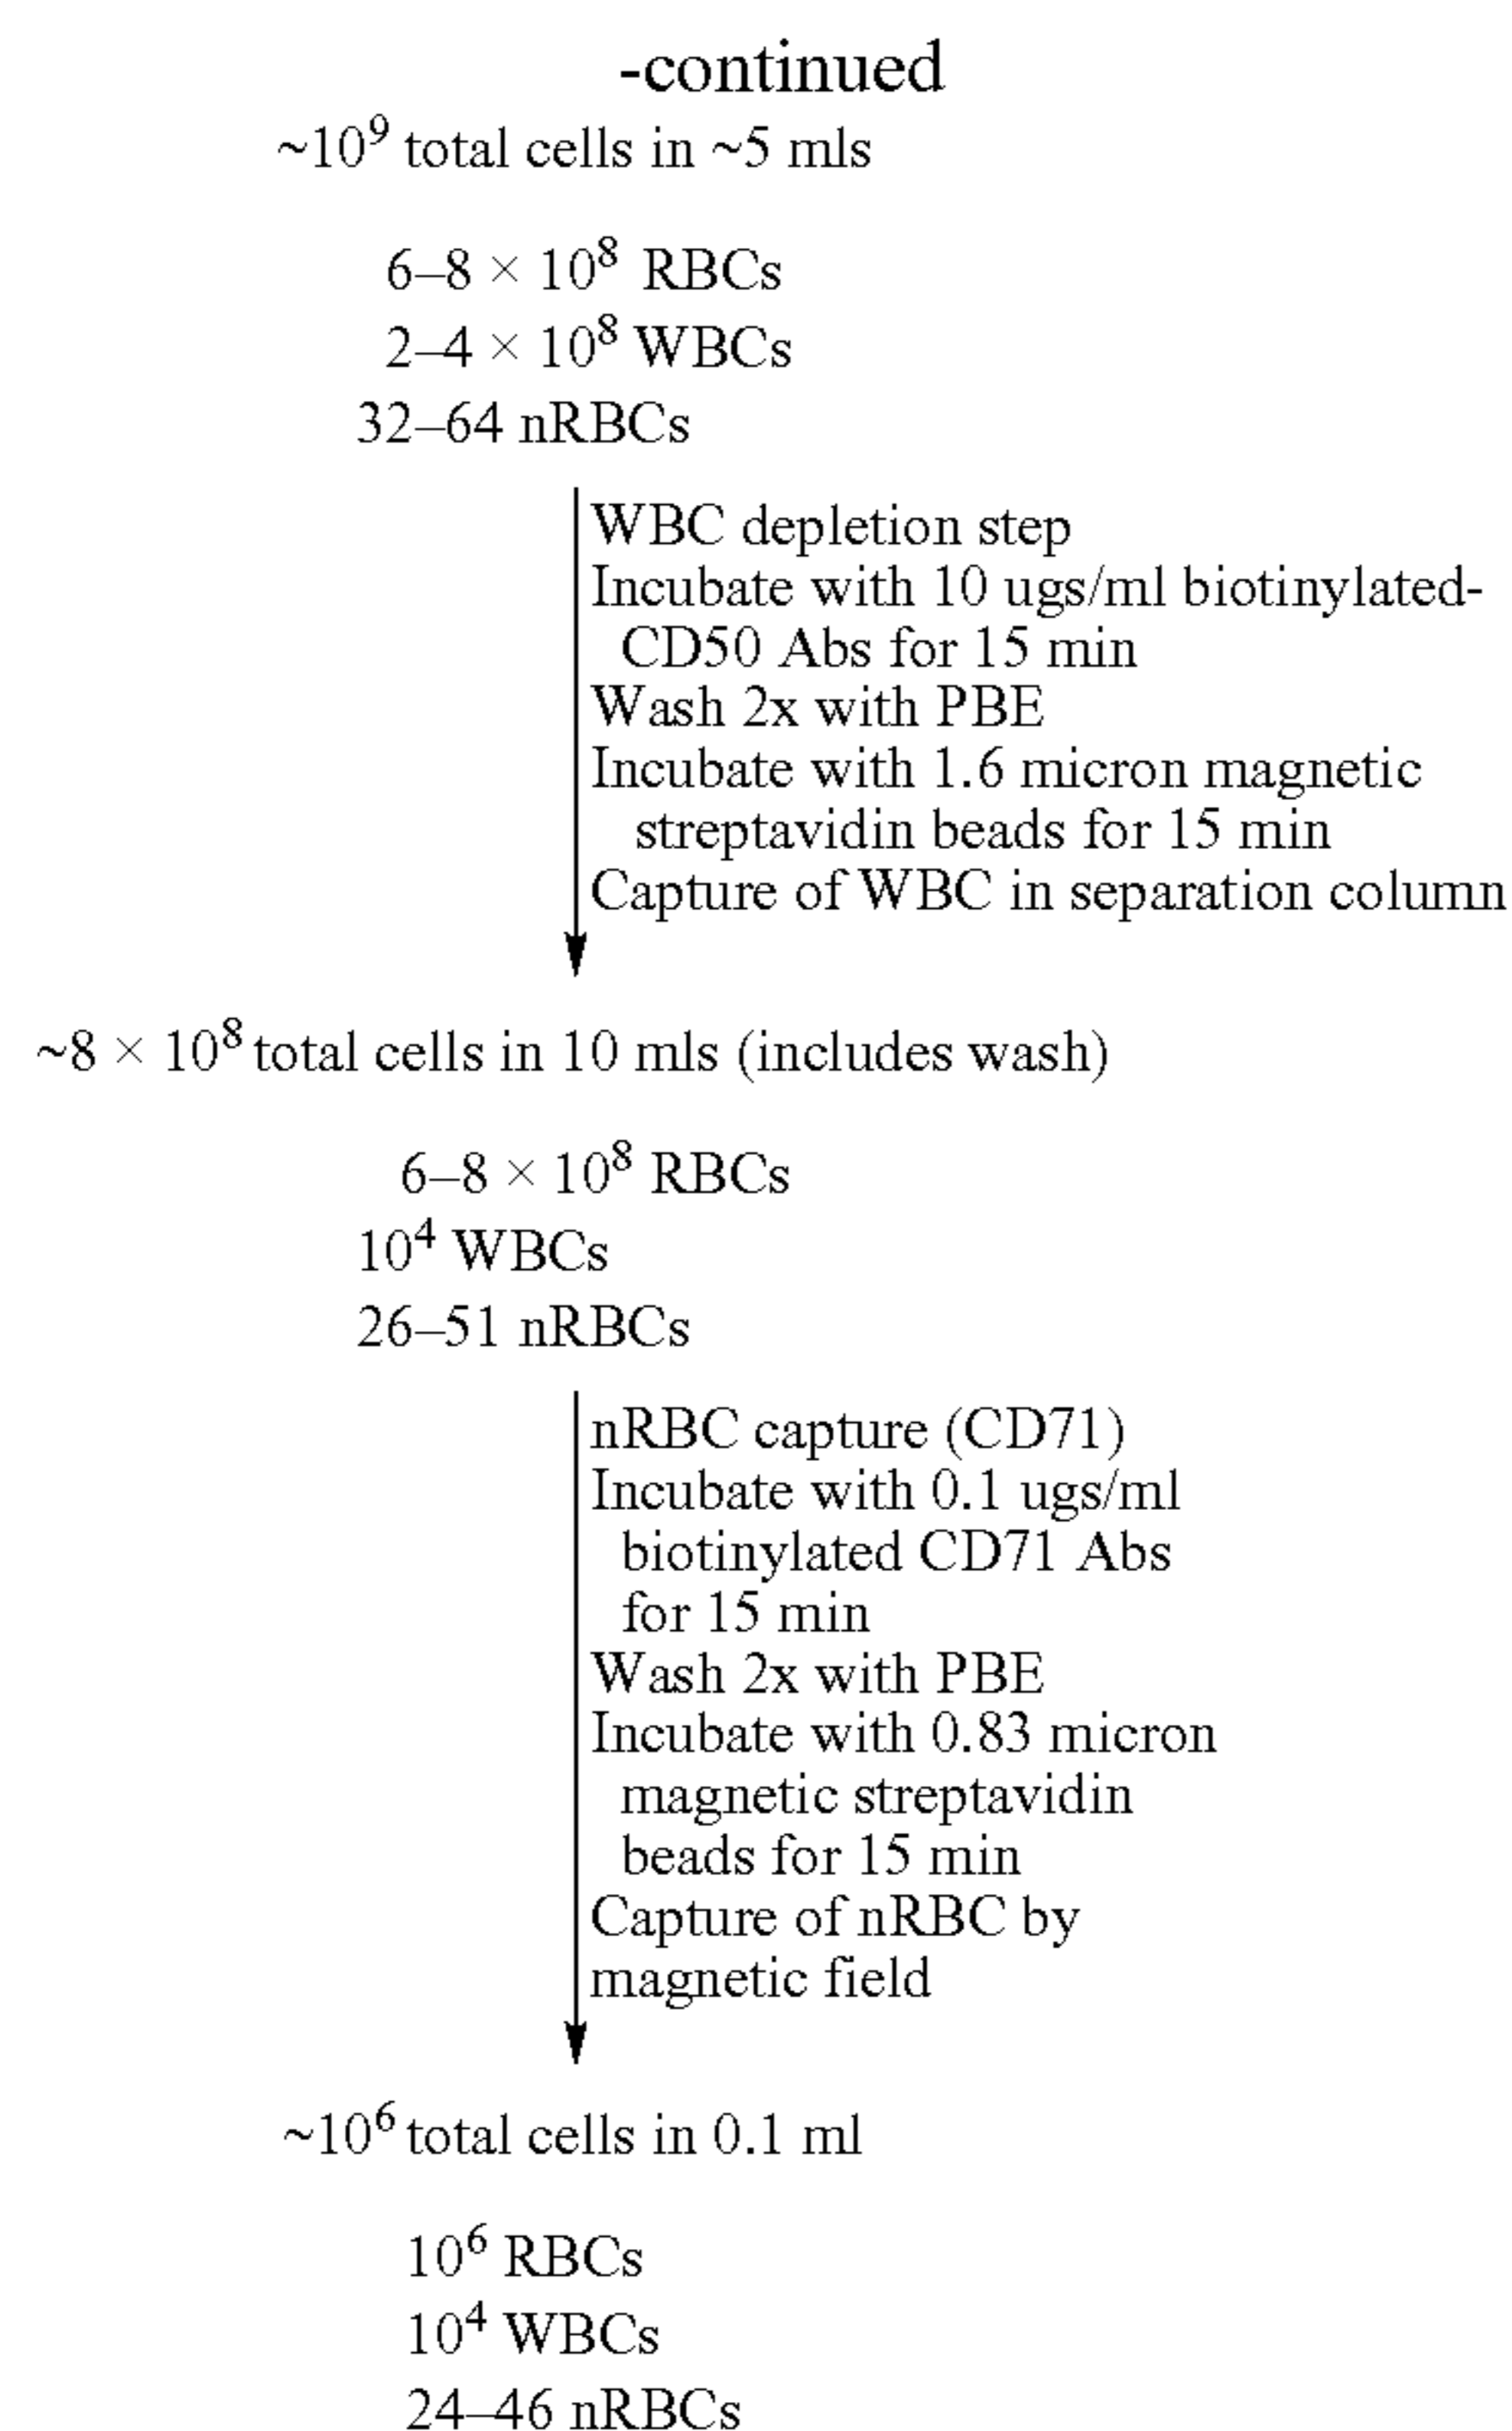 -continued
~10⁹ total cells in ~5 mls
6–8 × 10⁸ RBCs
2–4 × 10⁸ WBCs
32–64 nRBCs
WBC depletion step
Incubate with 10 ugs/ml biotinylated-
CD50 Abs for 15 min
Wash 2x with PBE
Incubate with 1.6 micron magnetic
streptavidin beads for 15 min
Capture of WBC in separation column
~8 × 10⁸ total cells in 10 mls (includes wash)
6–8 × 10⁸ RBCs
10⁴ WBCs
26–51 nRBCs
nRBC capture (CD71)
Incubate with 0.1 ugs/ml
biotinylated CD71 Abs
for 15 min
Wash 2x with PBE
Incubate with 0.83 micron
magnetic streptavidin
beads for 15 min
Capture of nRBC by
magnetic field
~10⁶ total cells in 0.1 ml
10⁶ RBCs
10⁴ WBCs
24–46 nRBCs